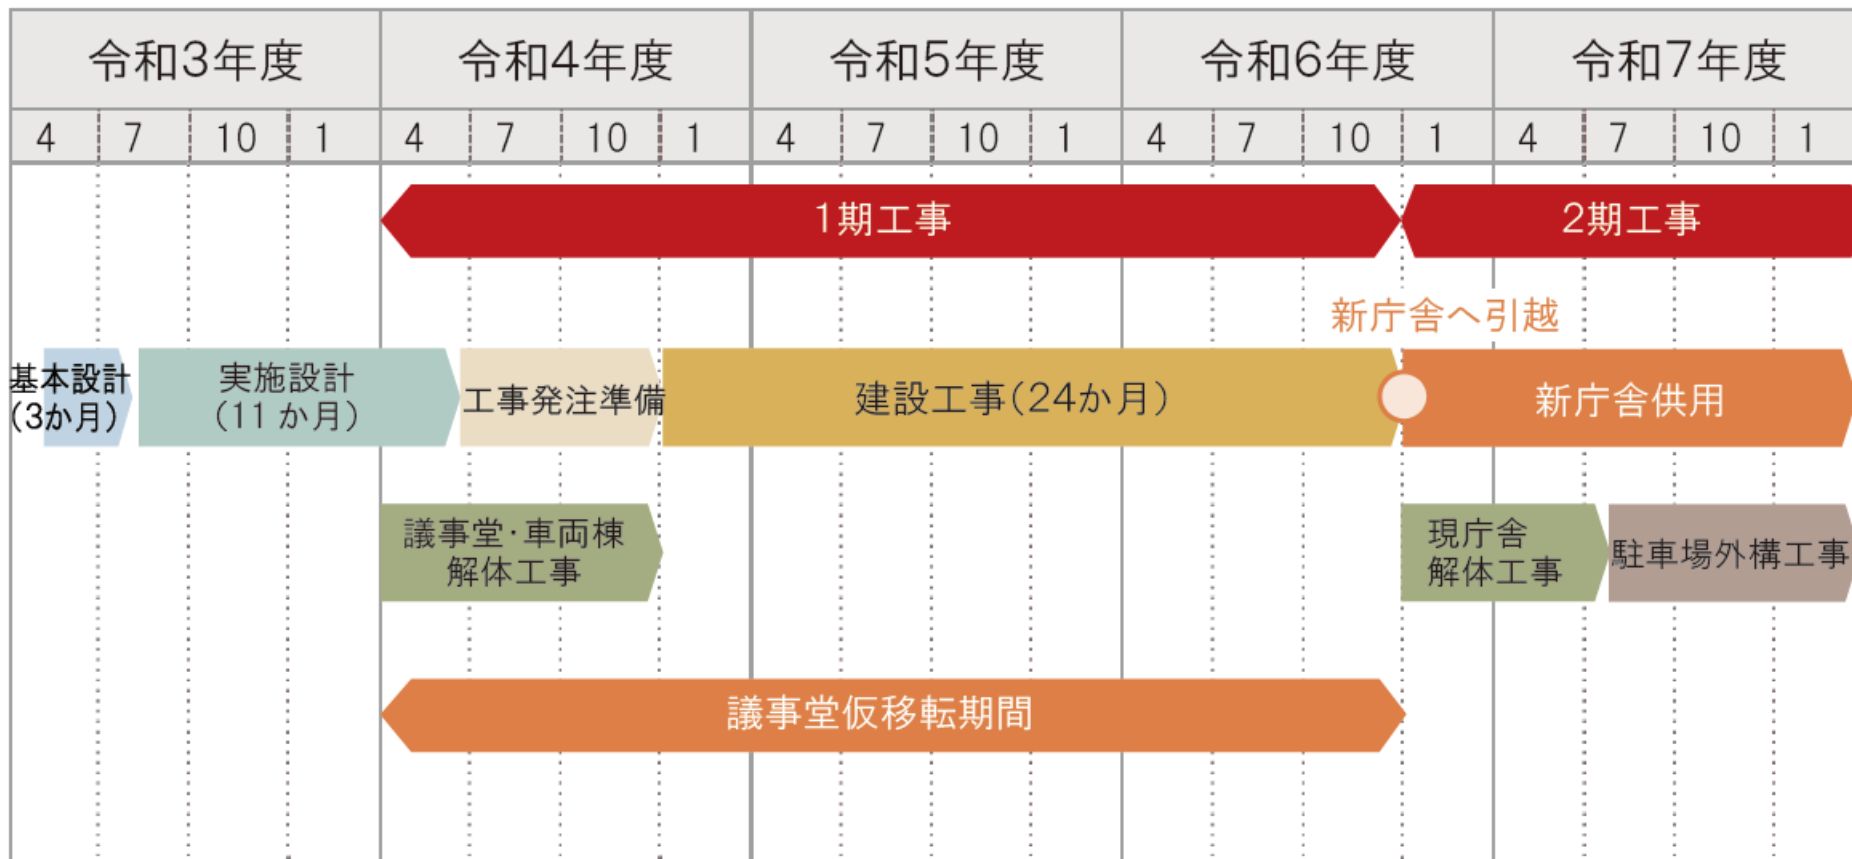 令和3年度 令和4年度 令和5年度 令和6年度 令和7年度
4 7 10 1 4 7 10 1 4 7 10 1 4 7 10 1 4 7 10 1
1期工事 2期工事
新庁舎へ引越
基本設計
(3か月)
実施設計
(11か月)
工事発注準備
建設工事(24か月)
新庁舎供用
議事堂・車両棟
解体工事
現庁舎
解体工事
駐車場外構工事
議事堂仮移転期間